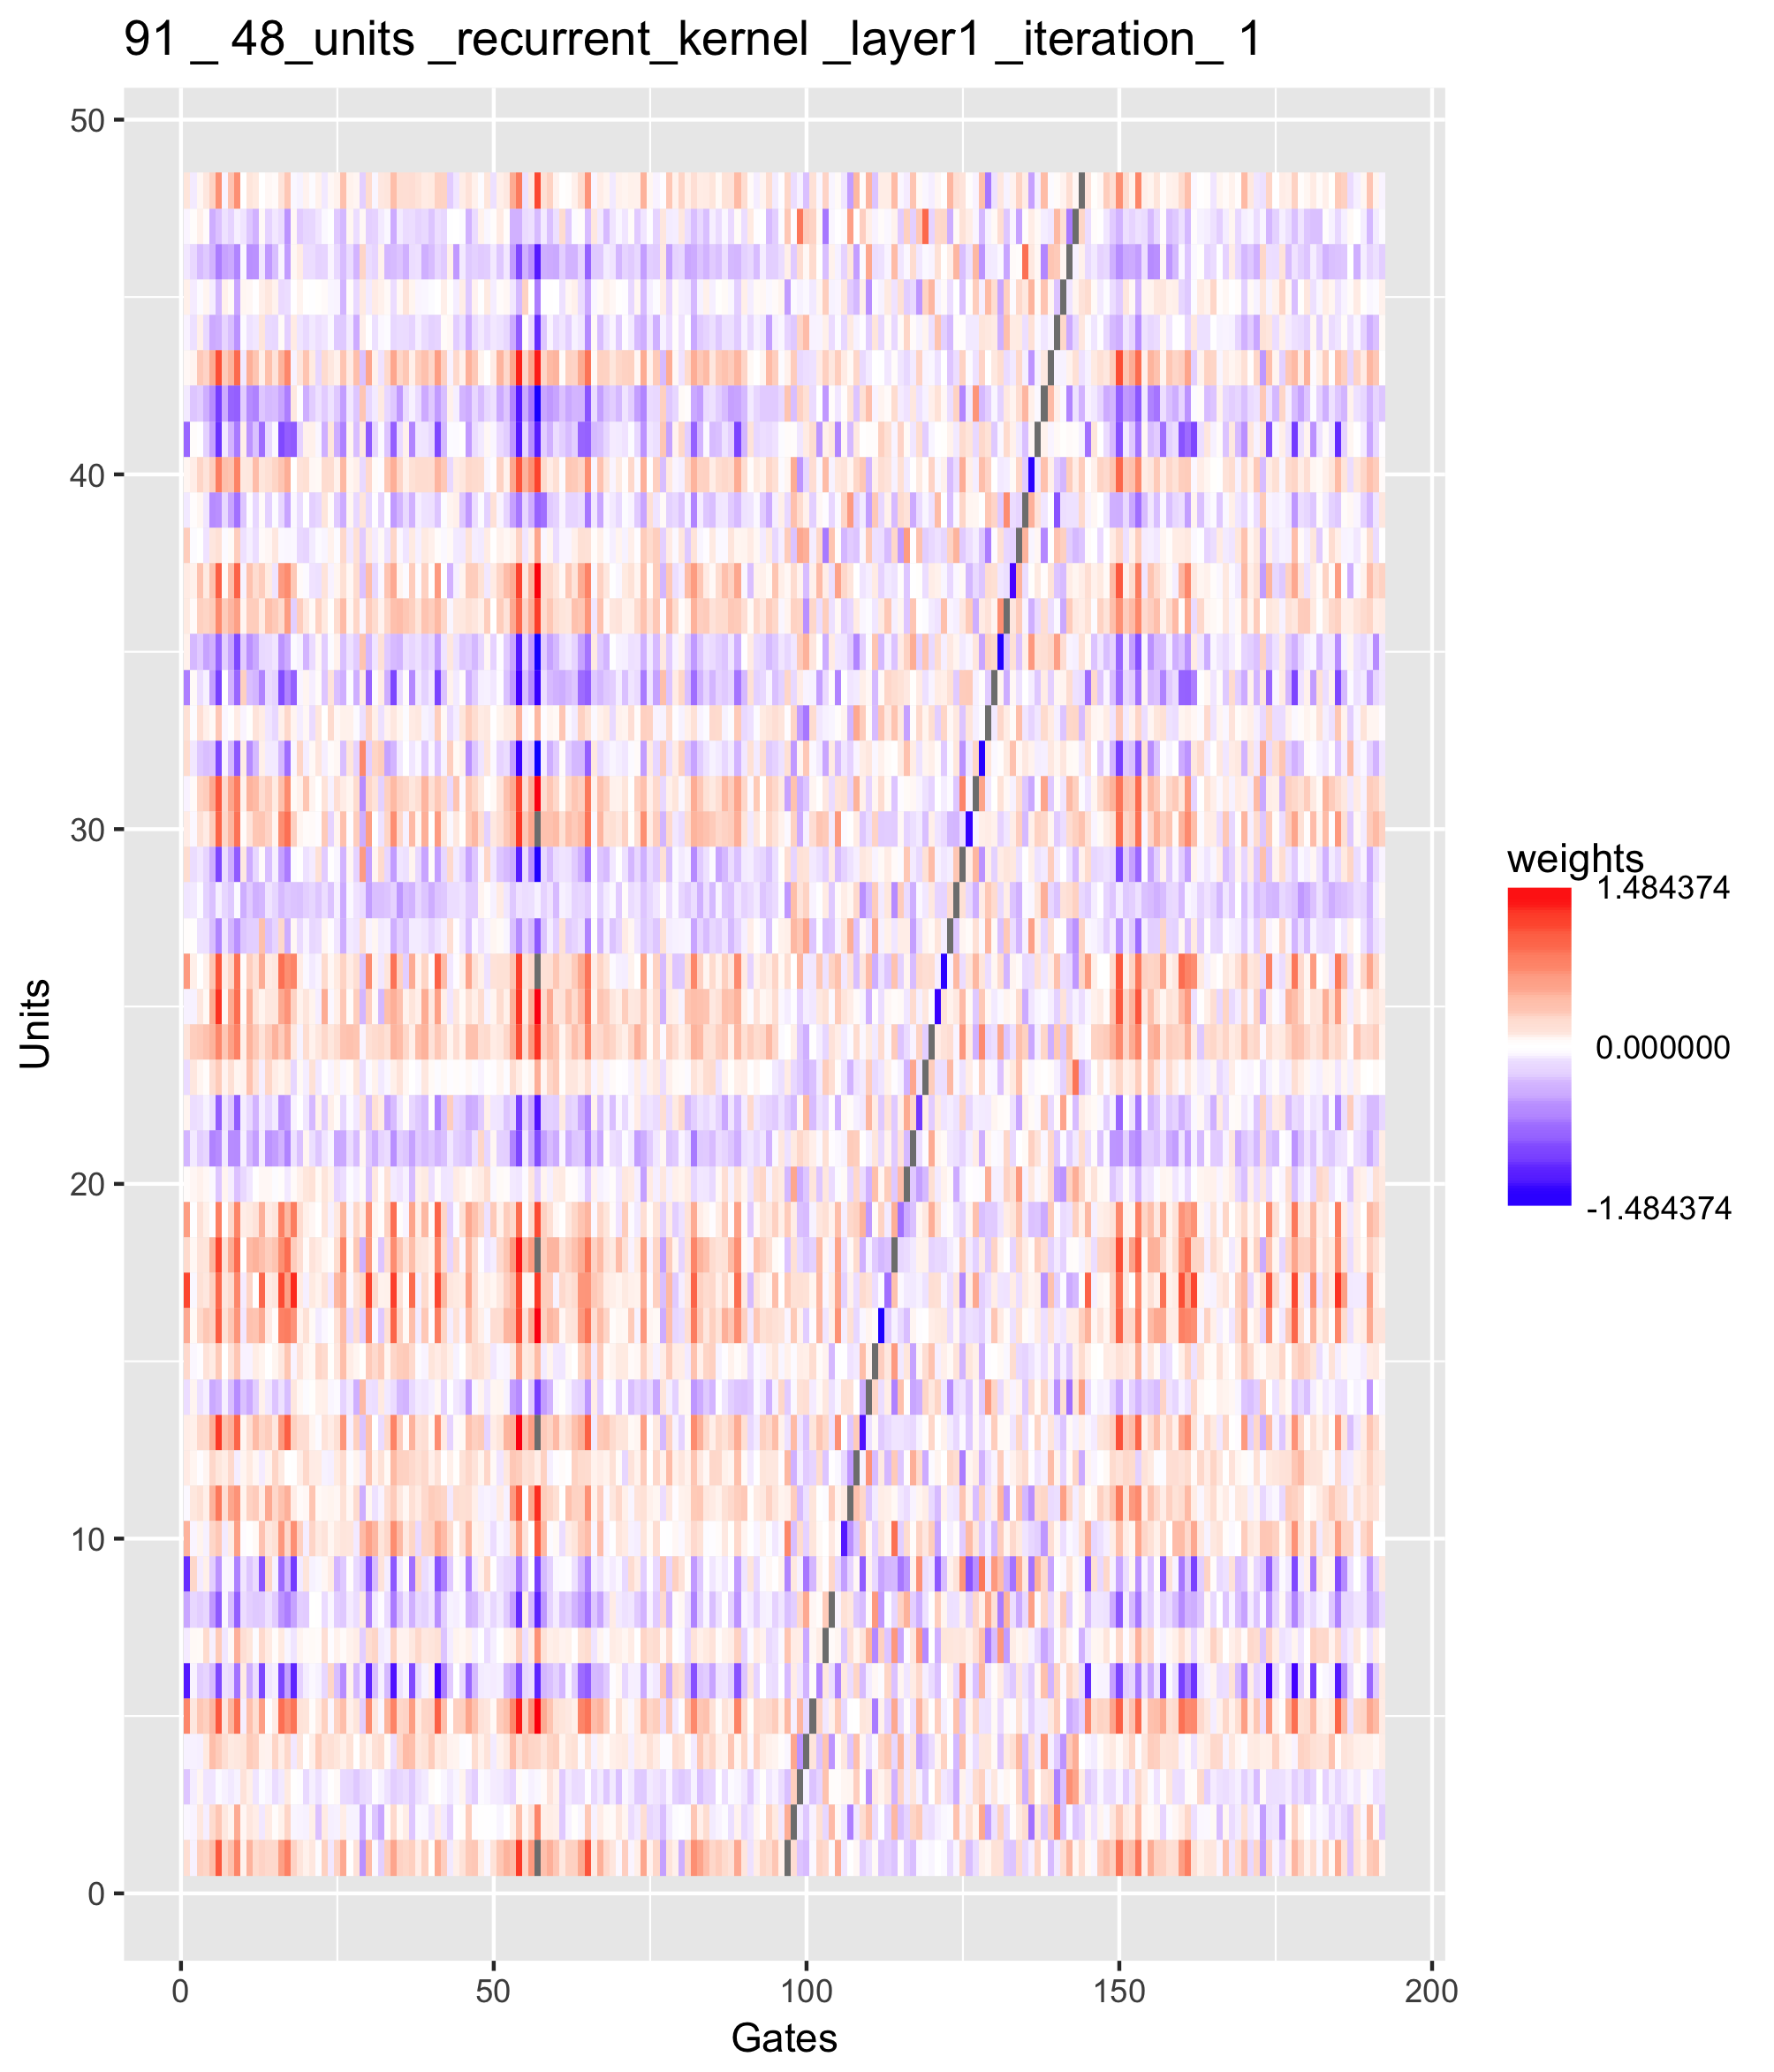 91 _ 48_units _recurrent_kernel _layer1 _iteration_ 1
50
40
30
20
10
0
Units
0 50 100 150 200
Gates
weights
1.484374
0.000000
-1.484374